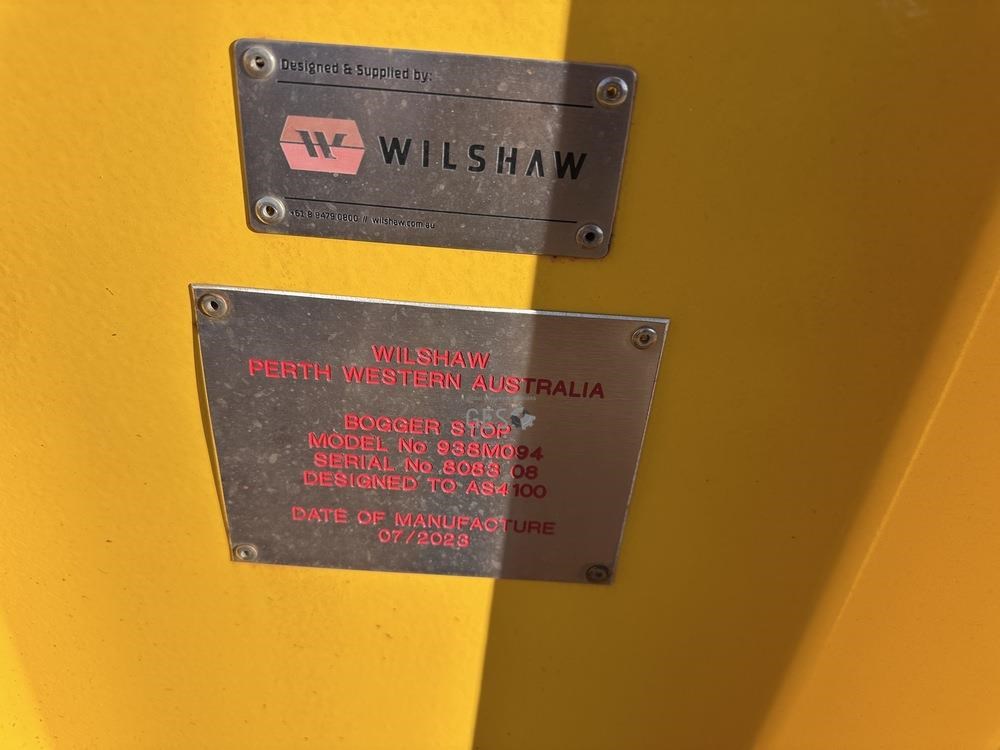 Designed & Supplied by:
W WILSHAW
+61 8 9479 0800 // wilshaw.com.au
WILSHAW
PERTH WESTERN AUSTRALIA
BOGGER STOP
MODEL No 938M094
SERIAL No 8083 08
DESIGNED TO AS4100
DATE OF MANUFACTURE
07/2023